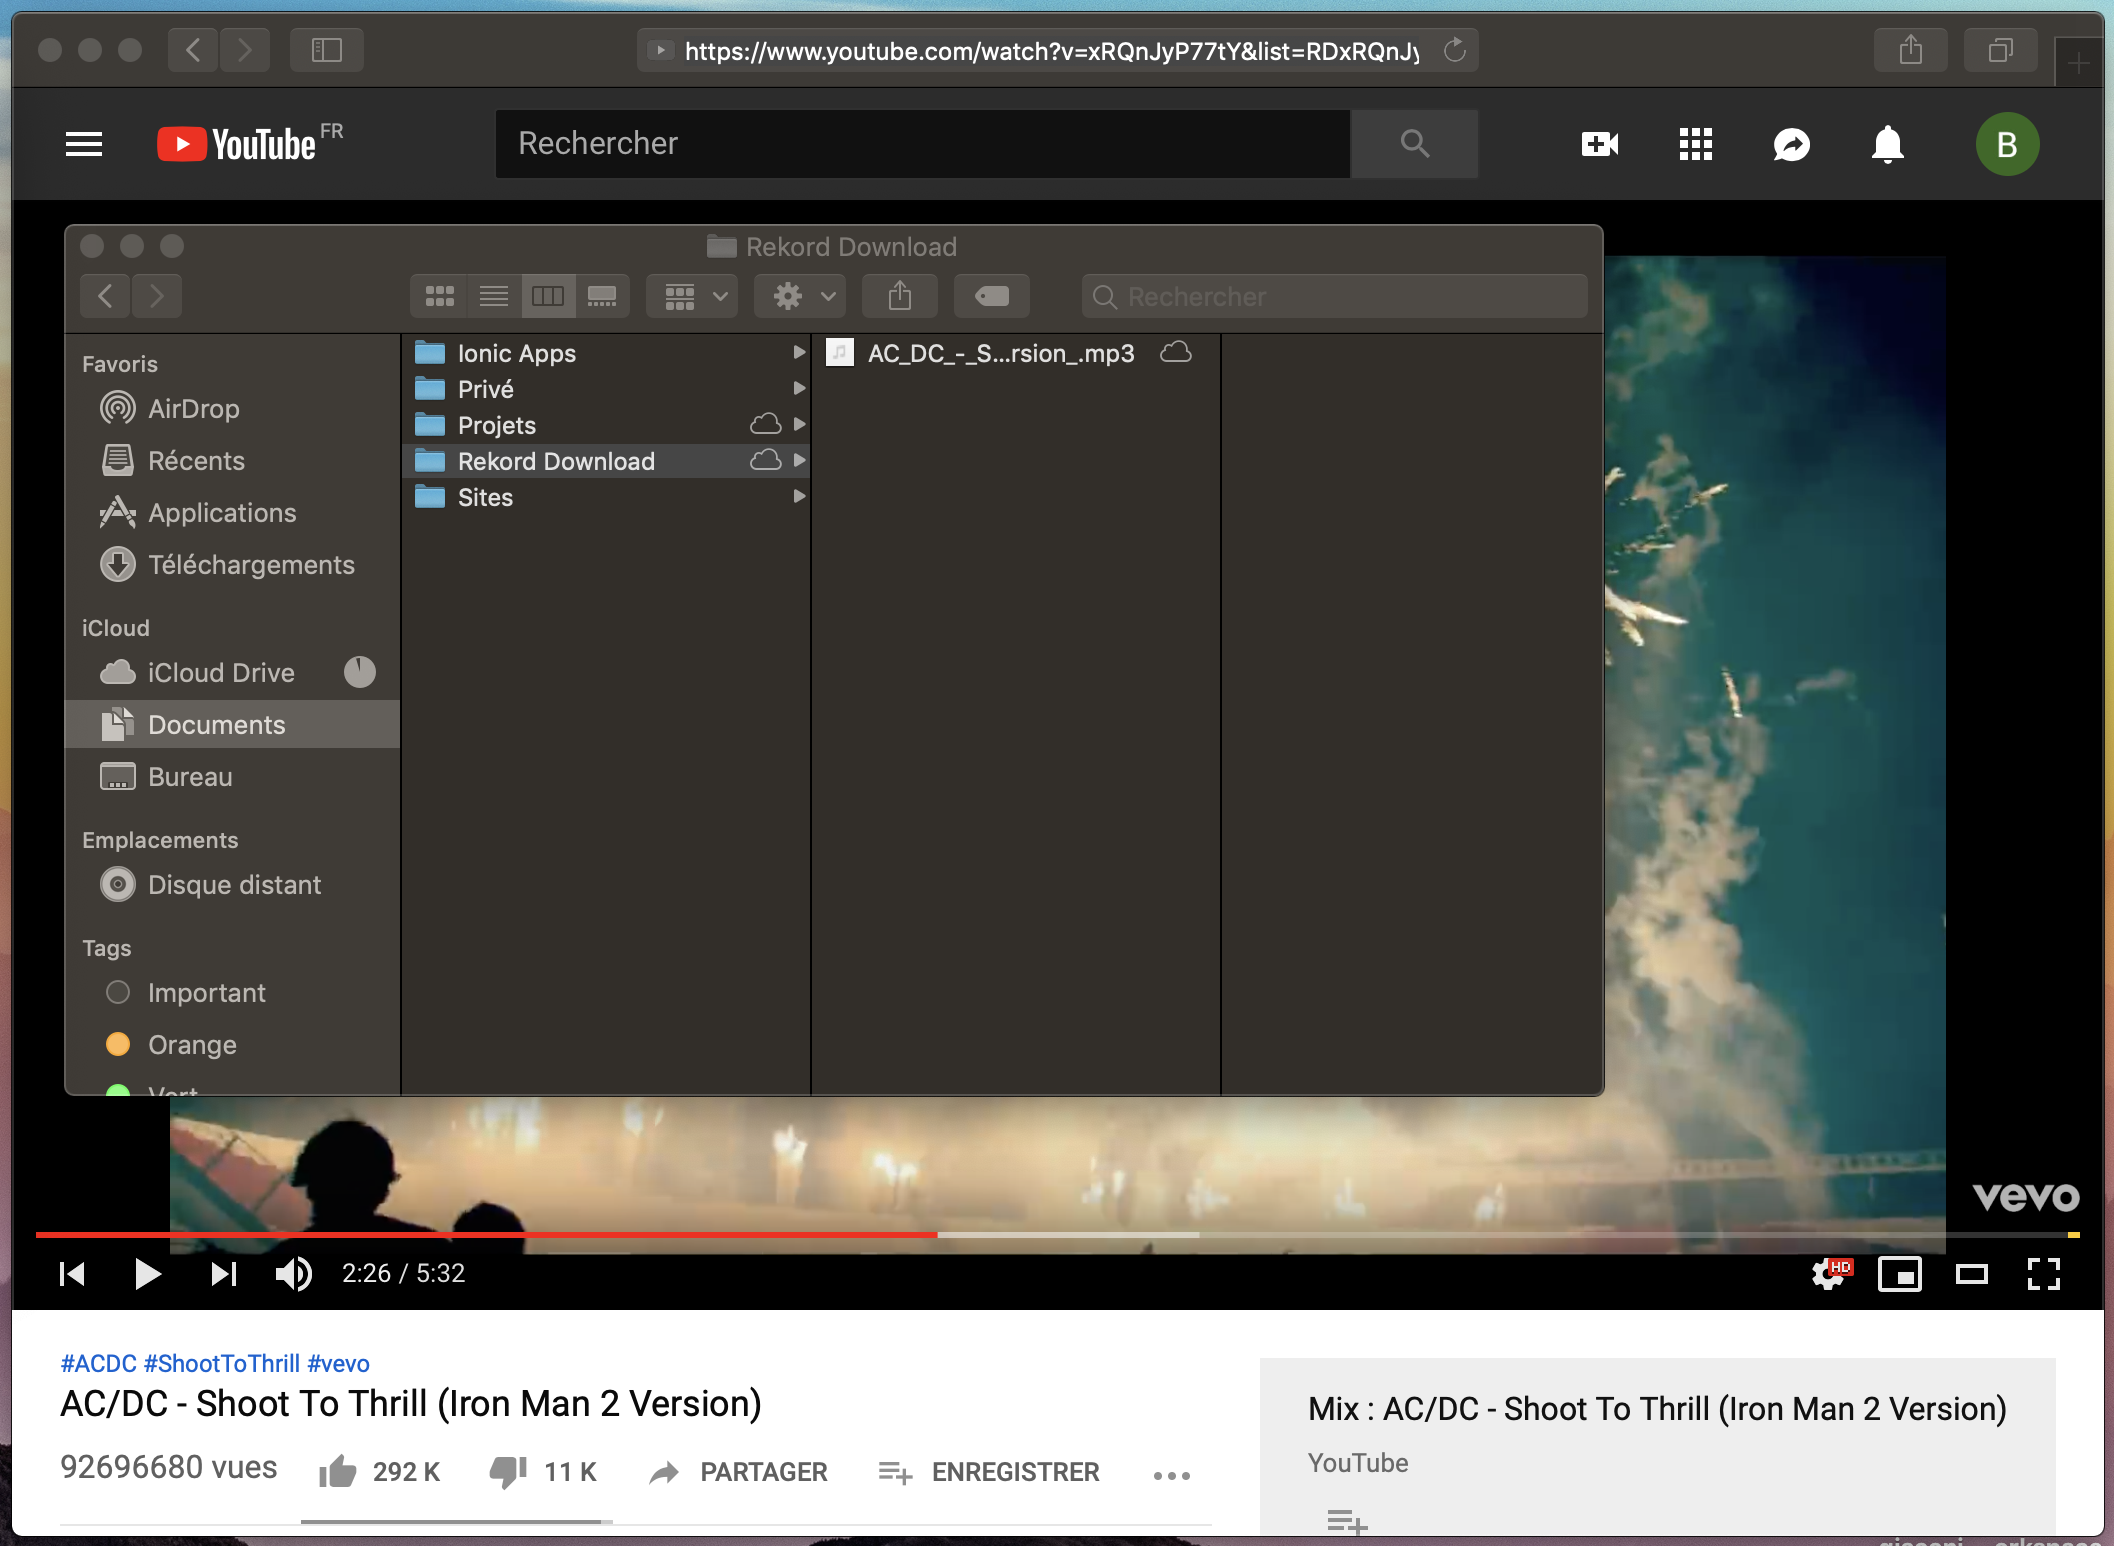 https://www.youtube.com/watch?v=xRQnJyP77tY&list=RDxRQnJy
YouTube FR
Rechercher
B
Rekord Download
Rechercher
Favoris
AirDrop
Récents
Applications
Téléchargements
iCloud
iCloud Drive
Documents
Bureau
Emplacements
Disque distant
Tags
Important
Orange
Vert
Ionic Apps
Privé
Projets
Rekord Download
Sites
AC_DC_-_S...rsion_.mp3
vevo
2:26 / 5:32
HD
#ACDC #ShootToThrill #vevo
AC/DC - Shoot To Thrill (Iron Man 2 Version)
92696680 vues
292 K
11 K
PARTAGER
ENREGISTRER
Mix : AC/DC - Shoot To Thrill (Iron Man 2 Version)
YouTube